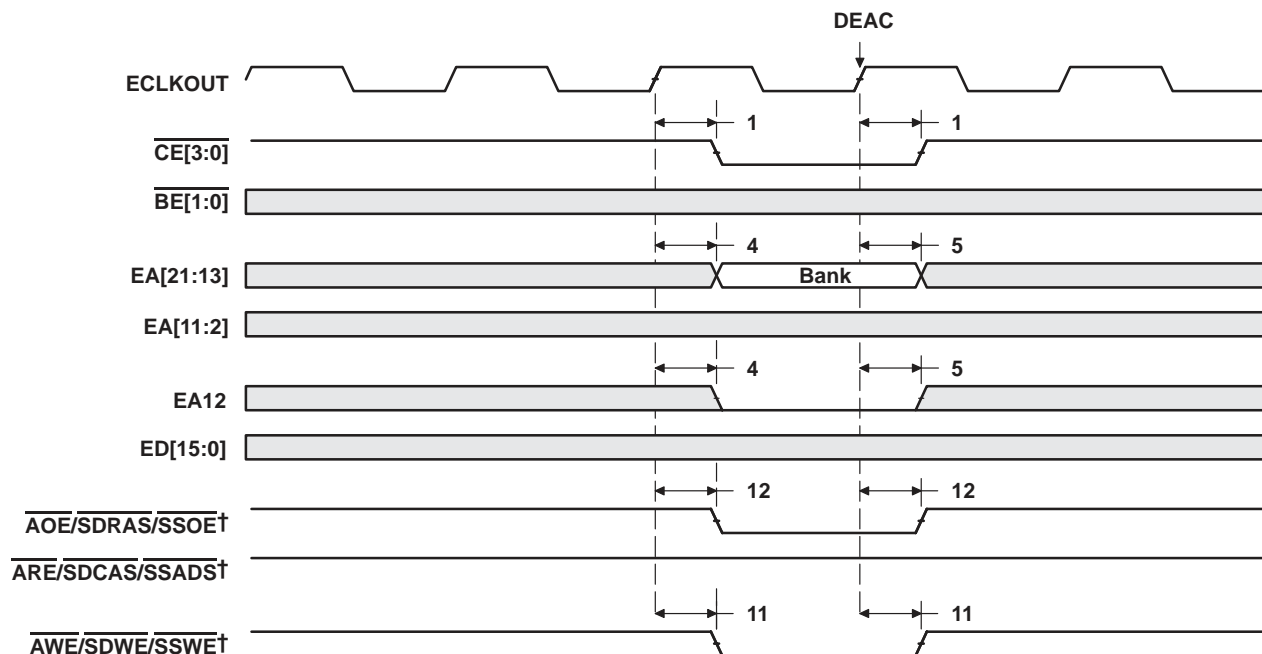 DEAC
ECLKOUT
1 1
CE[3:0]
BE[1:0]
4 5
EA[21:13] Bank
EA[11:2]
4 5
EA12
ED[15:0]
12 12
AOE/SDRAS/SSOE†
ARE/SDCAS/SSADS†
11 11
AWE/SDWE/SSWE†